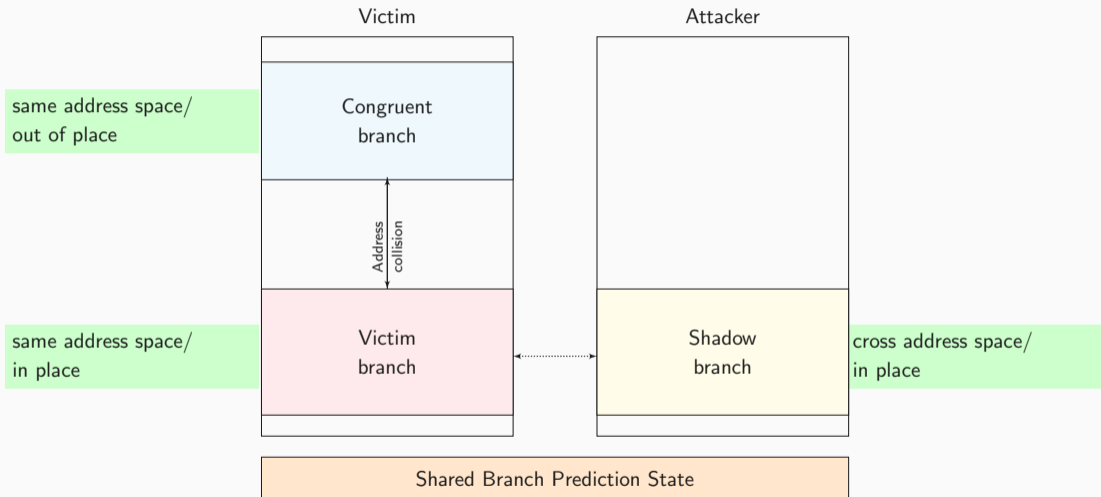 Victim
Attacker
same address space/
out of place
Congruent
branch
Address
collision
same address space/
in place
Victim
branch
Shadow
branch
cross address space/
in place
Shared Branch Prediction State